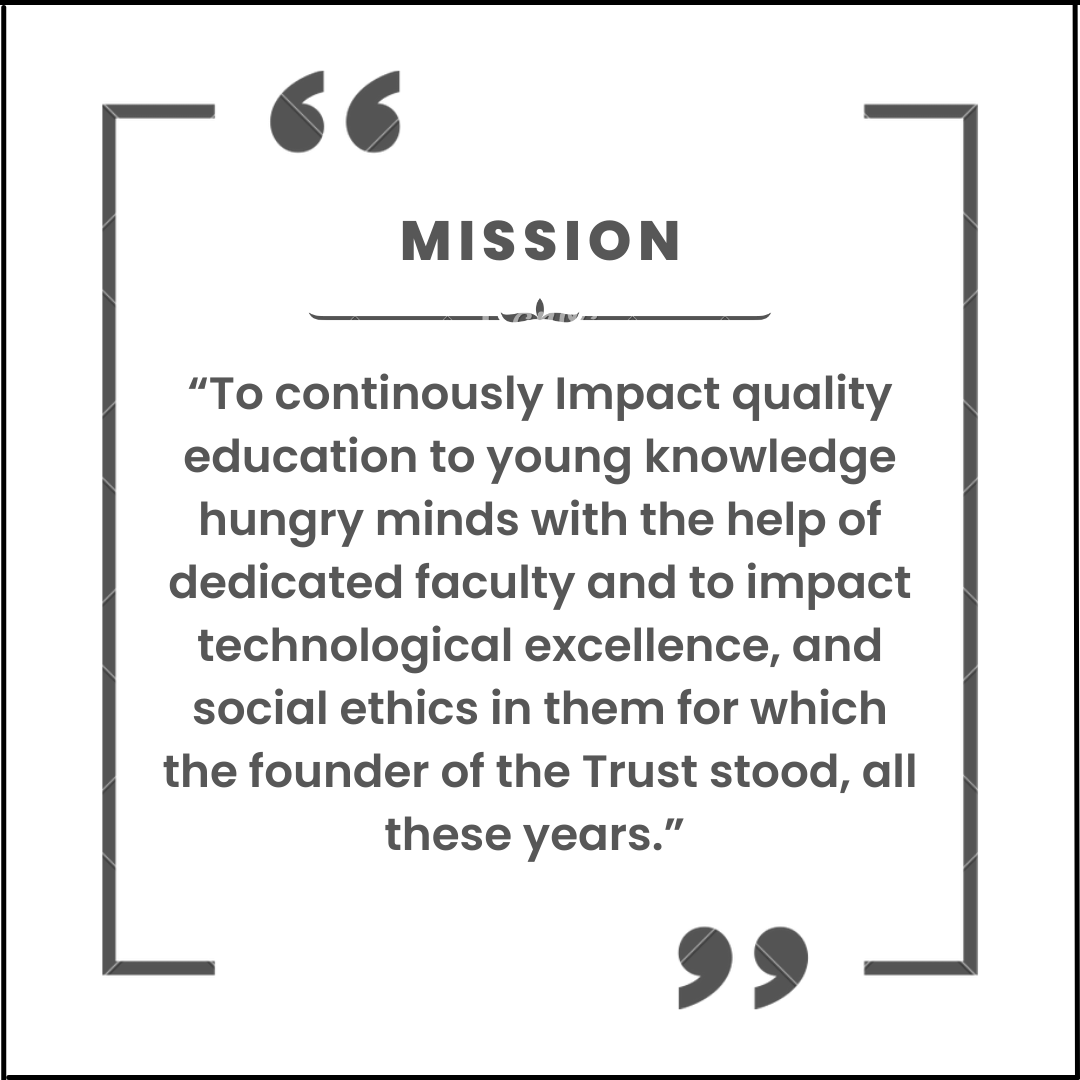 MISSION
“To continously Impact quality
education to young knowledge
hungry minds with the help of
dedicated faculty and to impact
technological excellence, and
social ethics in them for which
the founder of the Trust stood, all
these years.”